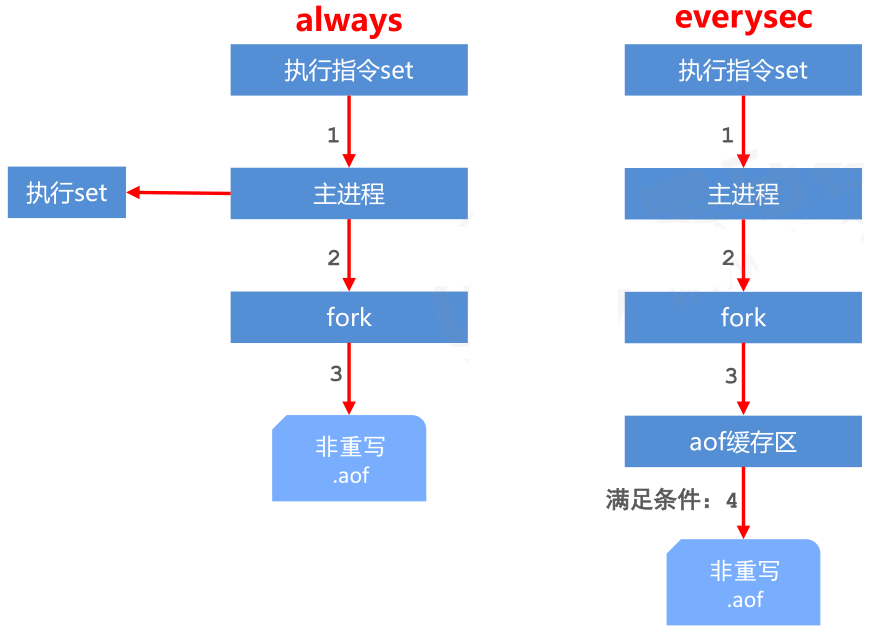 always
执行指令set
1
执行set
主进程
2
fork
3
非重写
.aof
everysec
执行指令set
1
主进程
2
fork
3
aof缓存区
满足条件：4
非重写
.aof